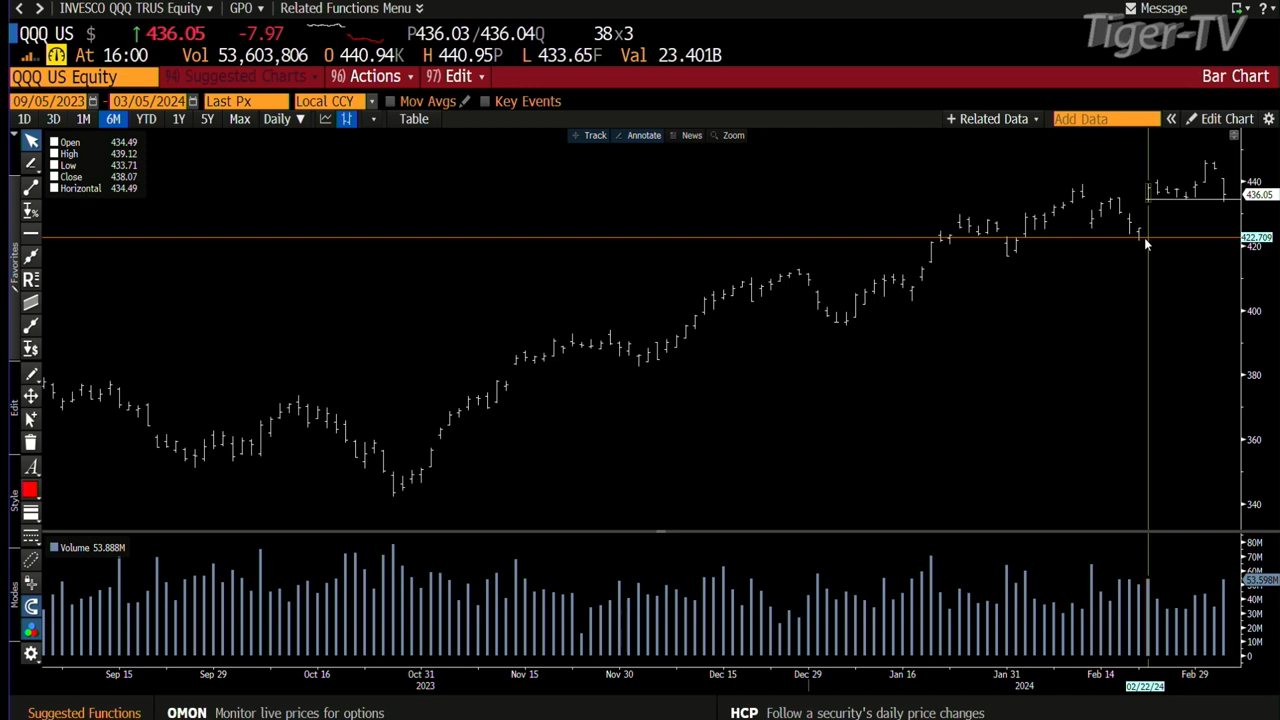 INVESCO QQQ TRUS Equity GPO Related Functions Menu Message
Tiger-TV
QQQ US $ 436.05 -7.97 P436.03 / 436.04Q 38x3
At 16:00 Vol 53,603,806 O 440.94K H 440.95P L 433.65F Val 23.401B
QQQ US Equity 94) Suggested Charts 96) Actions 97) Edit Bar Chart
09/05/2023 - 03/05/2024 Last Px Local CCY Mov Avgs Key Events
1D 3D 1M 6M YTD 1Y 5Y Max Daily Table + Related Data Add Data Edit Chart
Track Annotate News Zoom
Open 434.49
High 439.12
Low 433.71
Close 438.07
Horizontal 434.49
440
436.05
422.709
420
400
380
360
340
Favorites
Edit
Style
Modes
Volume 53.888M
80M
70M
60M
53.598M
40M
30M
20M
10M
0
Sep 15 Sep 29 Oct 16 Oct 31 Nov 15 Nov 30 Dec 15 Dec 29 Jan 16 Jan 31 Feb 14 Feb 29
2023 2024 02/22/24
Suggested Functions OMON Monitor live prices for options HCP Follow a security's daily price changes